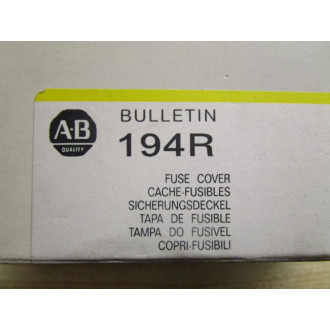 A-B
QUALITY
BULLETIN
194R
FUSE COVER
CACHE-FUSIBLES
SICHERUNGSDECKEL
TAPA DE FUSIBLE
TAMPA DO FUSIVEL
COPRI-FUSIBILI